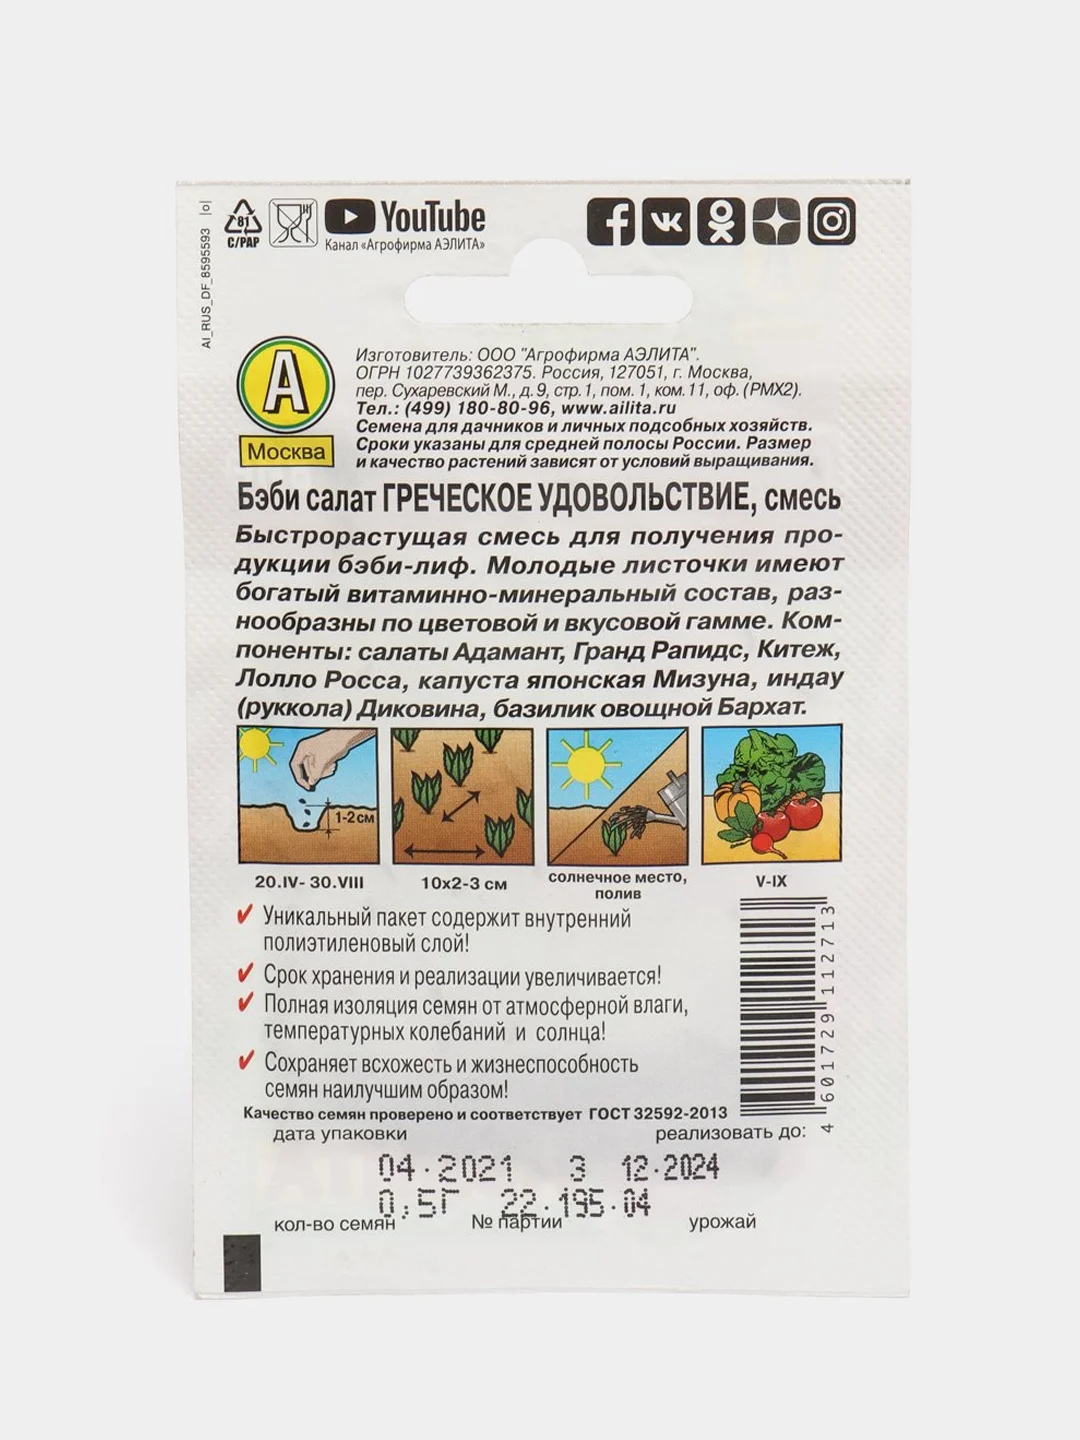 AI_RUS_DF_8595593 |o|
81
C/PAP
YouTube
Канал «Агрофирма АЭЛИТА»
А
Москва
Изготовитель: ООО "Агрофирма АЭЛИТА".
ОГРН 1027739362375. Россия, 127051, г. Москва,
пер. Сухаревский М., д.9, стр.1, пом. 1, ком.11, оф. (РМХ2).
Тел.: (499) 180-80-96, www.ailita.ru
Семена для дачников и личных подсобных хозяйств.
Сроки указаны для средней полосы России. Размер
и качество растений зависят от условий выращивания.
Бэби салат ГРЕЧЕСКОЕ УДОВОЛЬСТВИЕ, смесь
Быстрорастущая смесь для получения про-
дукции бэби-лиф. Молодые листочки имеют
богатый витаминно-минеральный состав, раз-
нообразны по цветовой и вкусовой гамме. Ком-
поненты: салаты Адамант, Гранд Рапидс, Китеж,
Лолло Росса, капуста японская Мизуна, индау
(руккола) Диковина, базилик овощной Бархат.
1-2 см
20.IV- 30.VIII
10х2-3 см
солнечное место,
полив
V-IX
Уникальный пакет содержит внутренний
полиэтиленовый слой!
Срок хранения и реализации увеличивается!
Полная изоляция семян от атмосферной влаги,
температурных колебаний и солнца!
Сохраняет всхожесть и жизнеспособность
семян наилучшим образом!
4 601729 112713
Качество семян проверено и соответствует ГОСТ 32592-2013
дата упаковки реализовать до:
04.2021 3 12.2024
0,5Г 22.195.04
кол-во семян № партии урожай